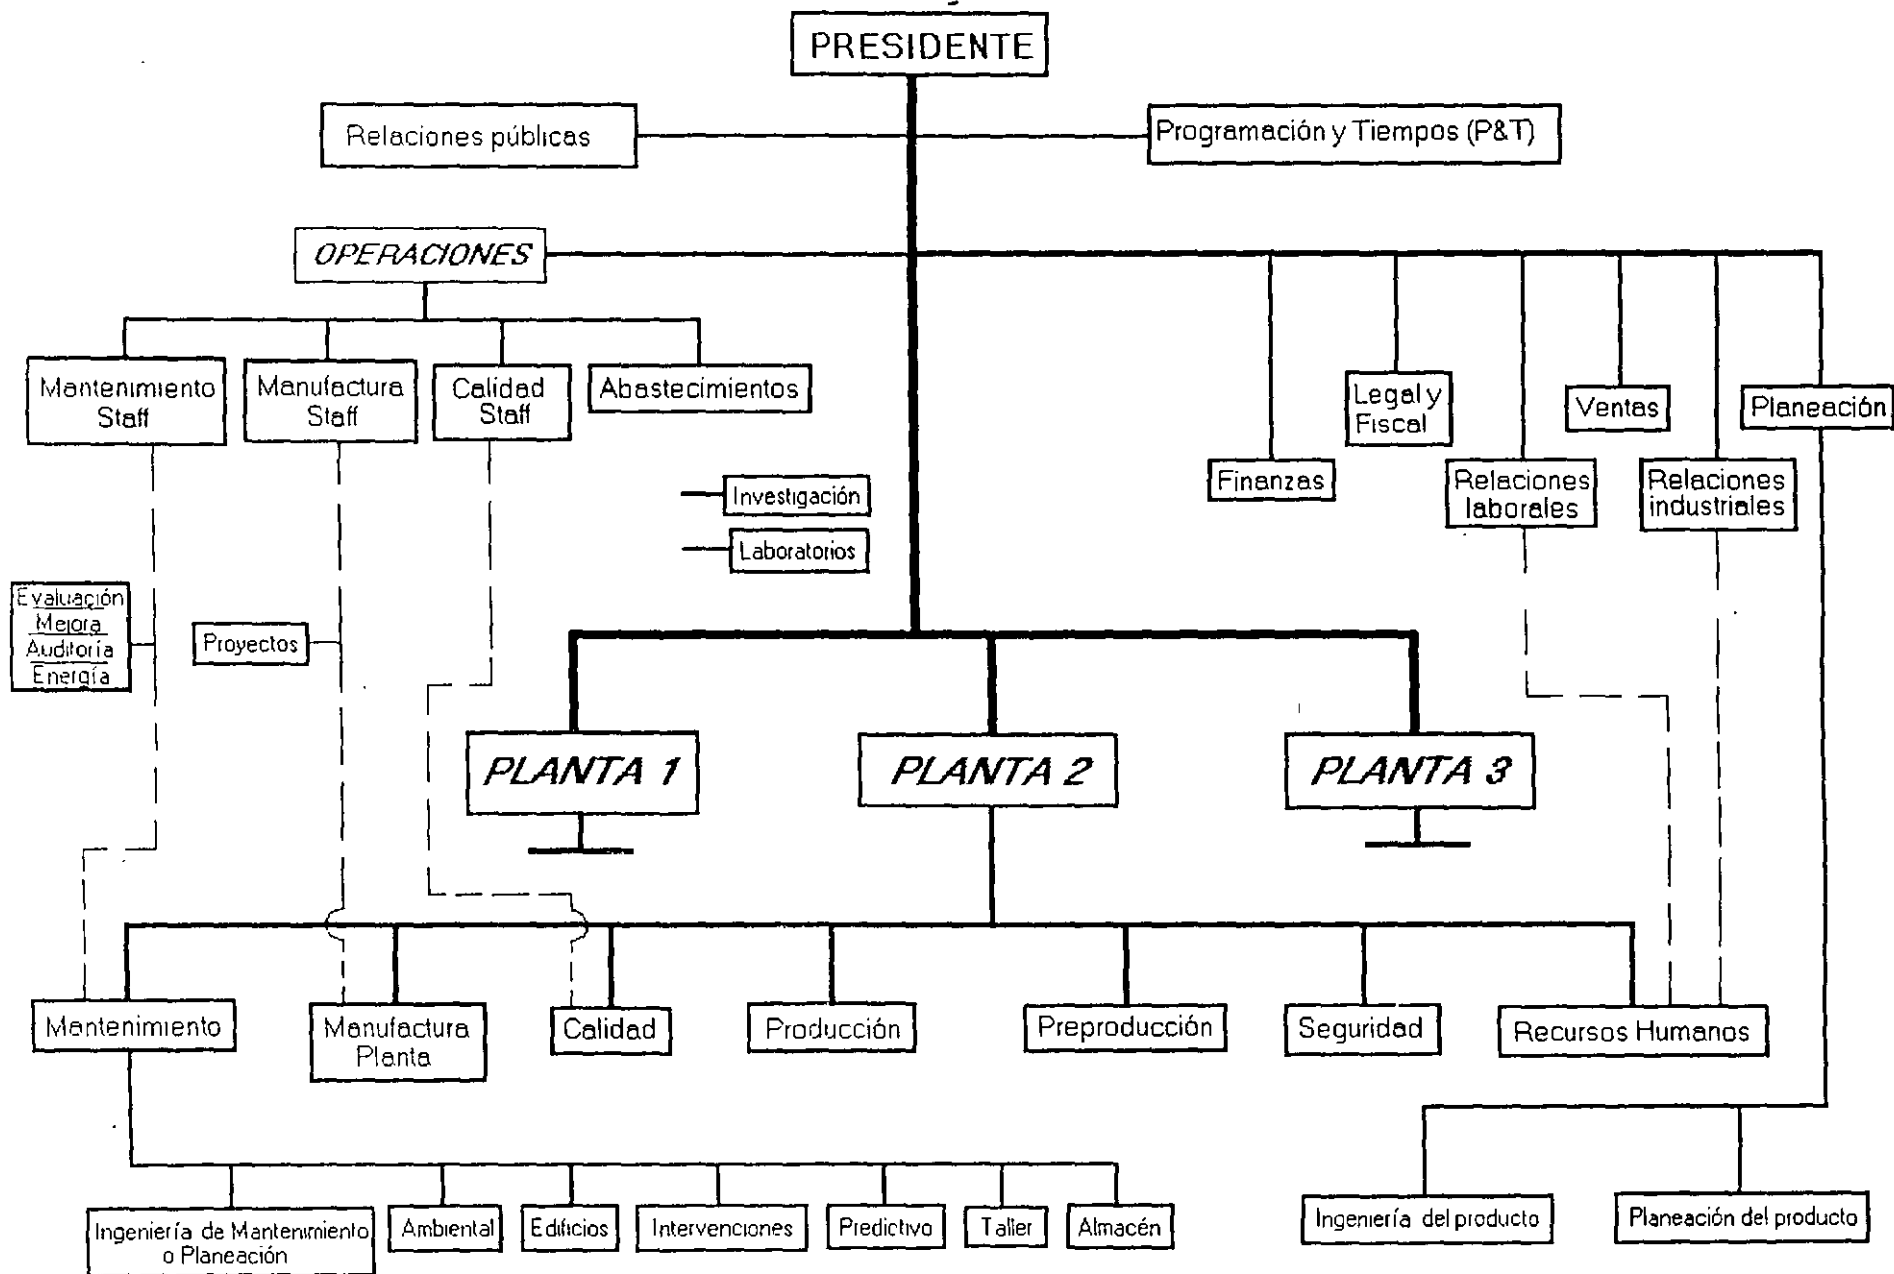 PRESIDENTE
Relaciones públicas
Programación y Tiempos (P&T)
OPERACIONES
Mantenimiento
Staff
Manufactura
Staff
Calidad
Staff
Abastecimientos
Legal y
Fiscal
Ventas
Planeación
Finanzas
Relaciones
laborales
Relaciones
industriales
Investigación
Laboratorios
Evaluación
Mejora
Auditoría
Energía
Proyectos
PLANTA 1
PLANTA 2
PLANTA 3
Mantenimiento
Manufactura
Planta
Calidad
Producción
Preproducción
Seguridad
Recursos Humanos
Ingeniería de Mantenimiento
o Planeación
Ambiental
Edificios
Intervenciones
Predictivo
Taller
Almacén
Ingeniería del producto
Planeación del producto